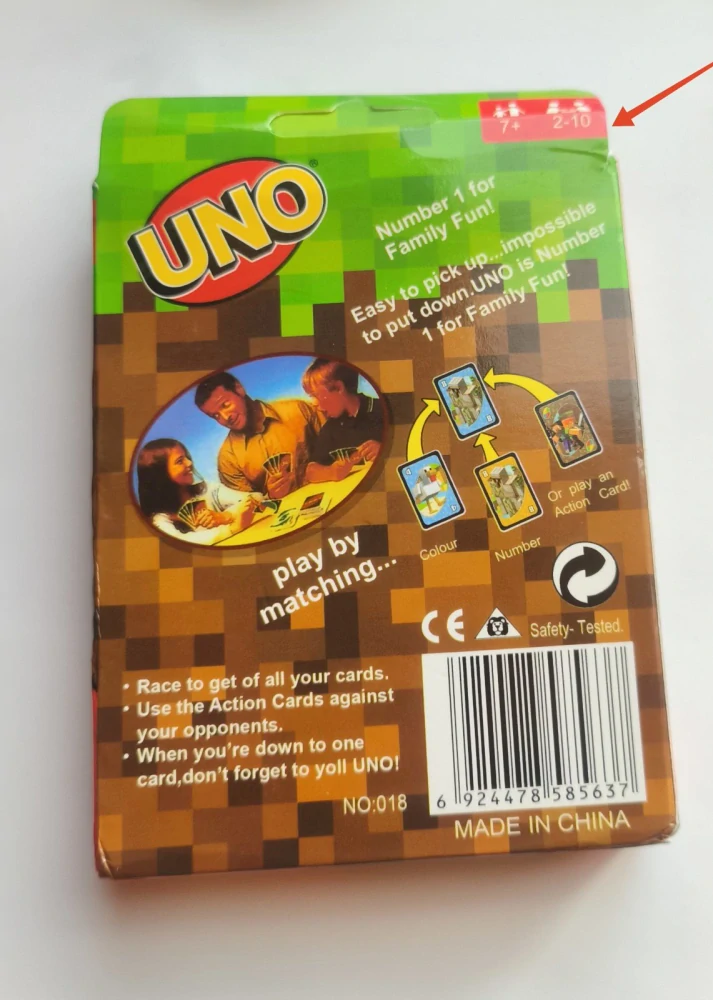 7+ 2-10
UNO
®
Number 1 for
Family Fun!
Easy to pick up...impossible
to put down.UNO is Number
1 for Family Fun!
Colour
Number
Or play an
Action Card!
play by
matching...
CE
Safety- Tested.
• Race to get of all your cards.
• Use the Action Cards against
your opponents.
• When you're down to one
card,don't forget to yoll UNO!
NO:018
6 924478 585637
MADE IN CHINA